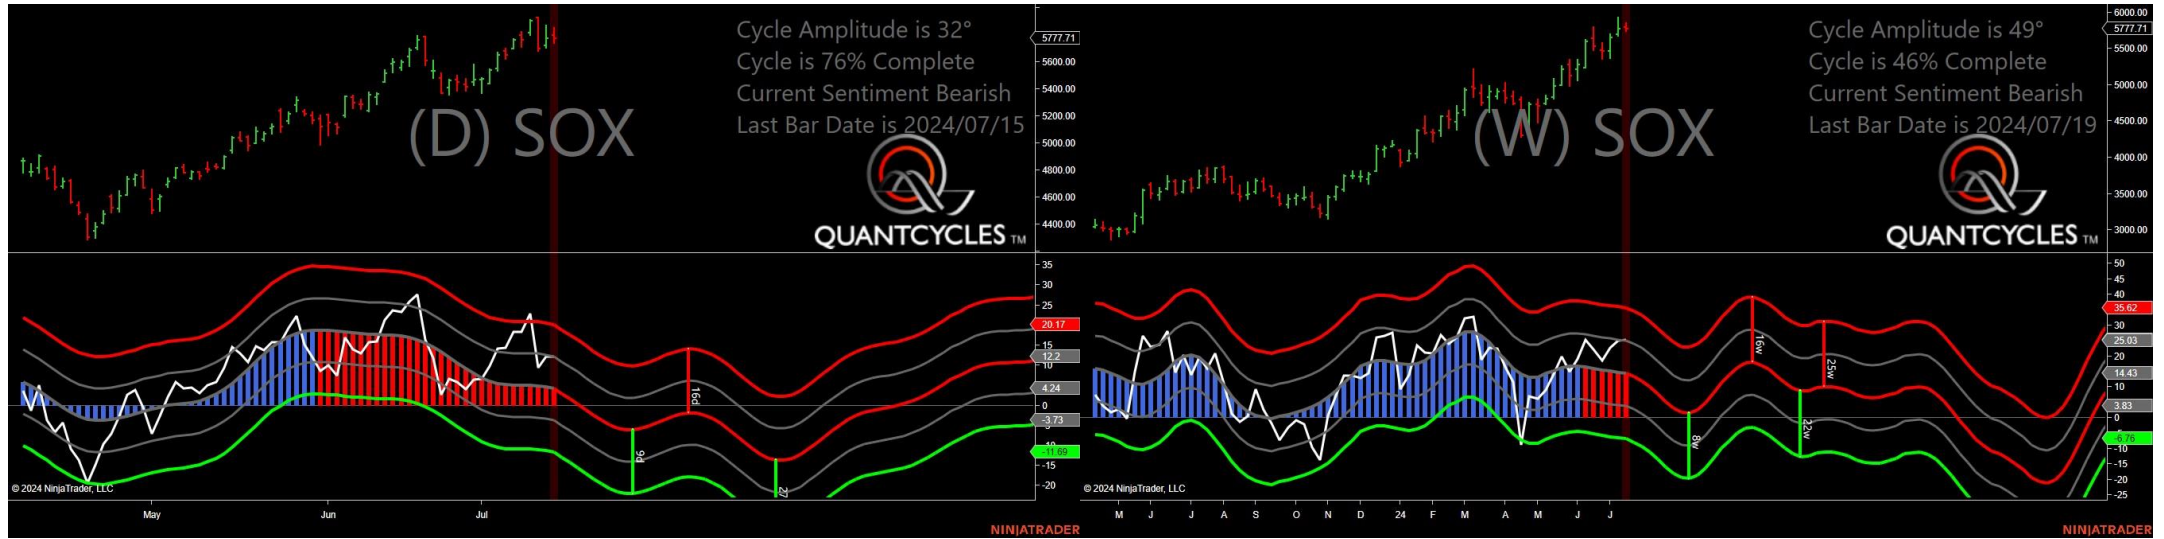 Cycle Amplitude is 32°
Cycle is 76% Complete
Current Sentiment Bearish
Last Bar Date is 2024/07/15
(D) SOX
QUANTCYCLES TM
5777.71
5600.00
5400.00
5200.00
5000.00
4800.00
4600.00
4400.00
35
30
25
20.17
15
12.2
10
4.24
0
-3.73
-10
-11.69
-15
-20
16d
9d
27
© 2024 NinjaTrader, LLC
May Jun Jul
NINJATRADER
Cycle Amplitude is 49°
Cycle is 46% Complete
Current Sentiment Bearish
Last Bar Date is 2024/07/19
(W) SOX
QUANTCYCLES TM
6000.00
5777.71
5500.00
5000.00
4500.00
4000.00
3500.00
3000.00
50
45
40
35.62
30
25.03
20
14.43
10
3.83
0
-6.76
-10
-15
-20
-25
16w
25w
8w
22w
© 2024 NinjaTrader, LLC
M J J A S O N D 24 F M A M J J
NINJATRADER